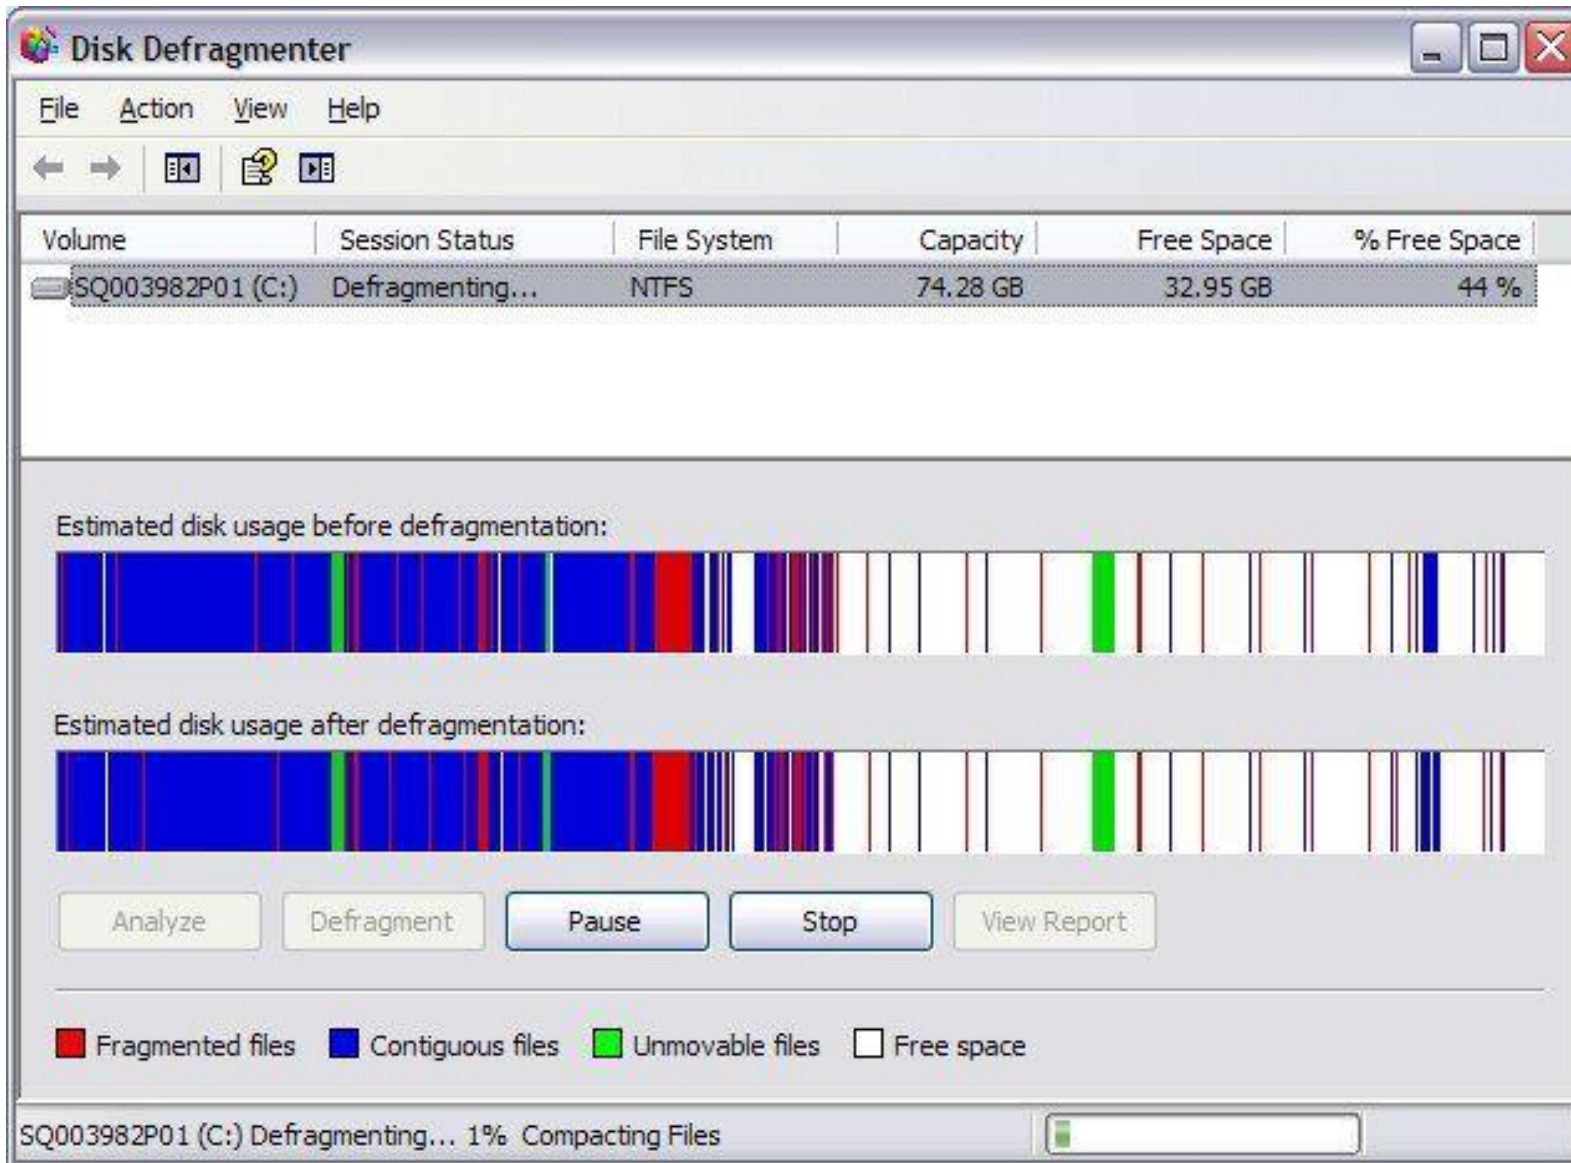 Disk Defragmenter
File Action View Help
Volume Session Status File System Capacity Free Space % Free Space
SQ003982P01 (C:) Defragmenting... NTFS 74.28 GB 32.95 GB 44 %
Estimated disk usage before defragmentation:
Estimated disk usage after defragmentation:
Analyze Defragment Pause Stop View Report
Fragmented files Contiguous files Unmovable files Free space
SQ003982P01 (C:) Defragmenting... 1% Compacting Files